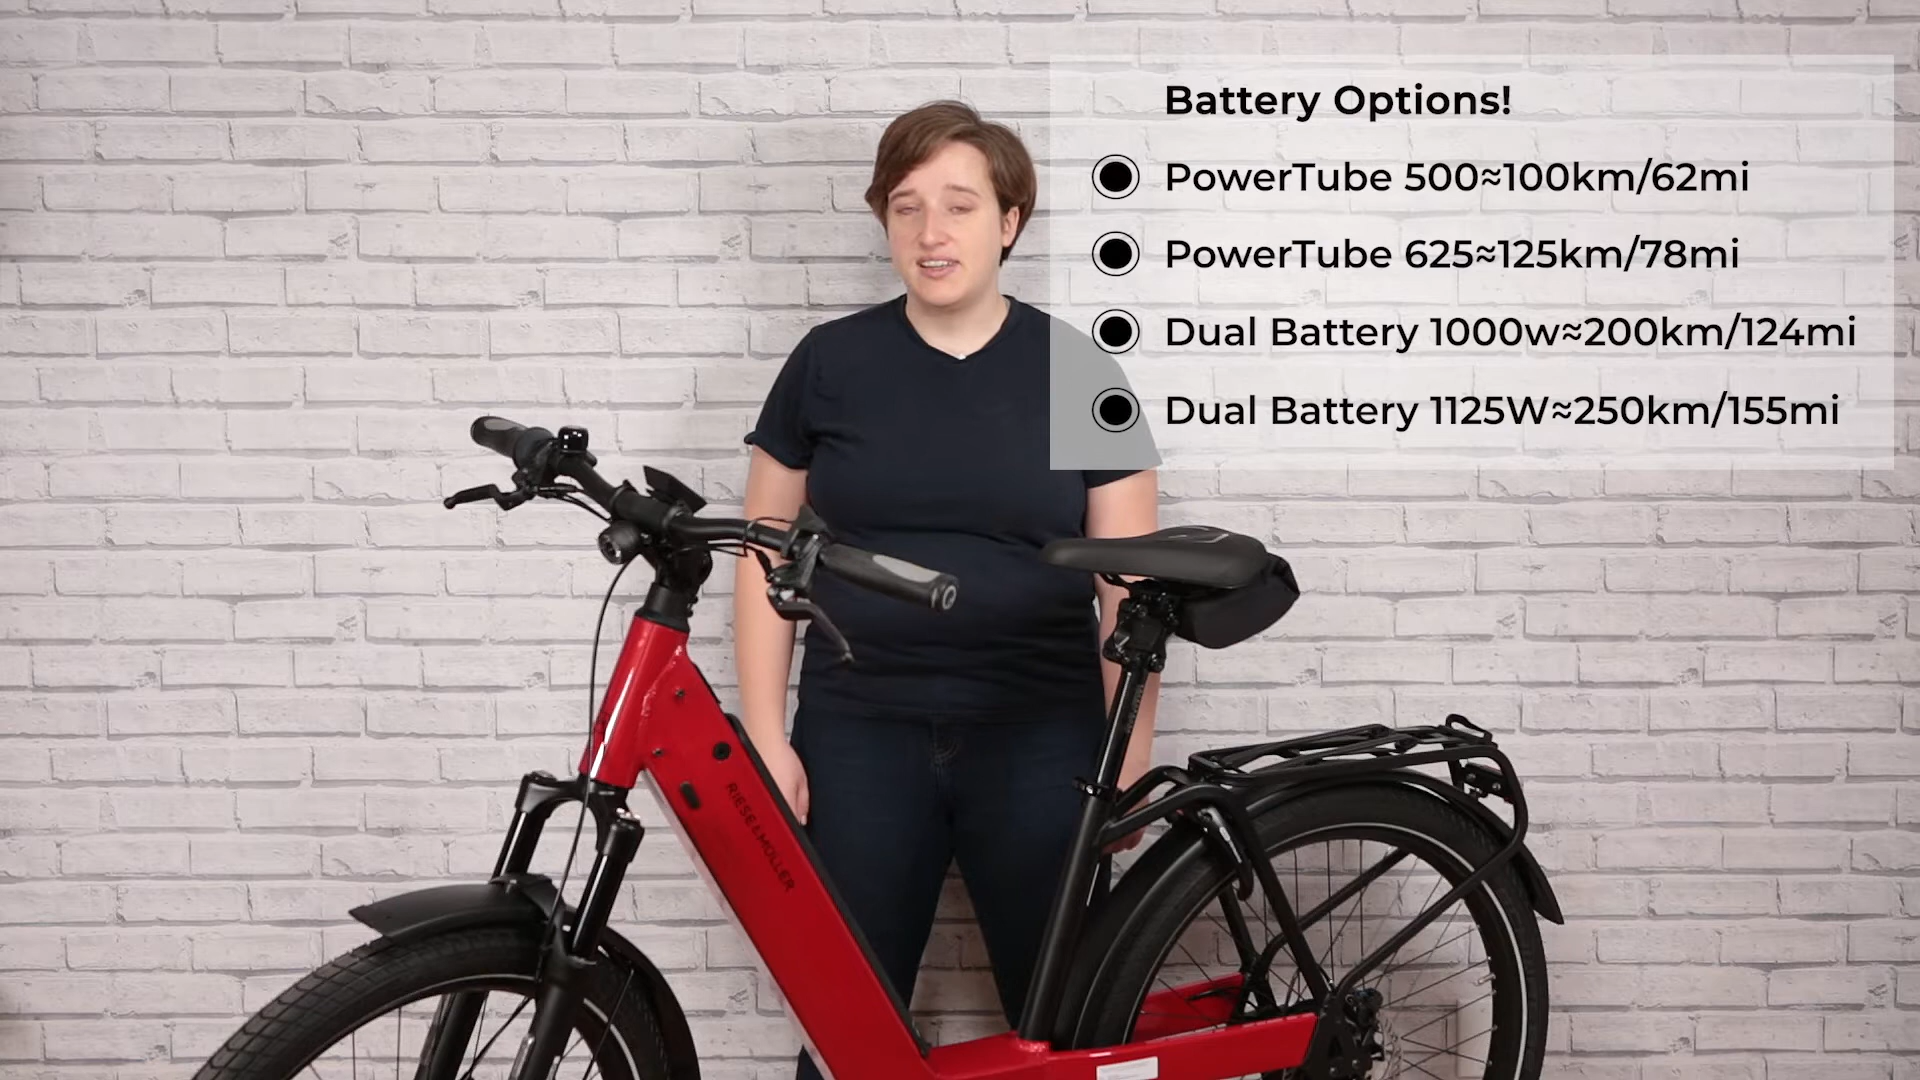 Battery Options!
PowerTube 500≈100km/62mi
PowerTube 625≈125km/78mi
Dual Battery 1000w≈200km/124mi
Dual Battery 1125W≈250km/155mi
RIESE & MÜLLER